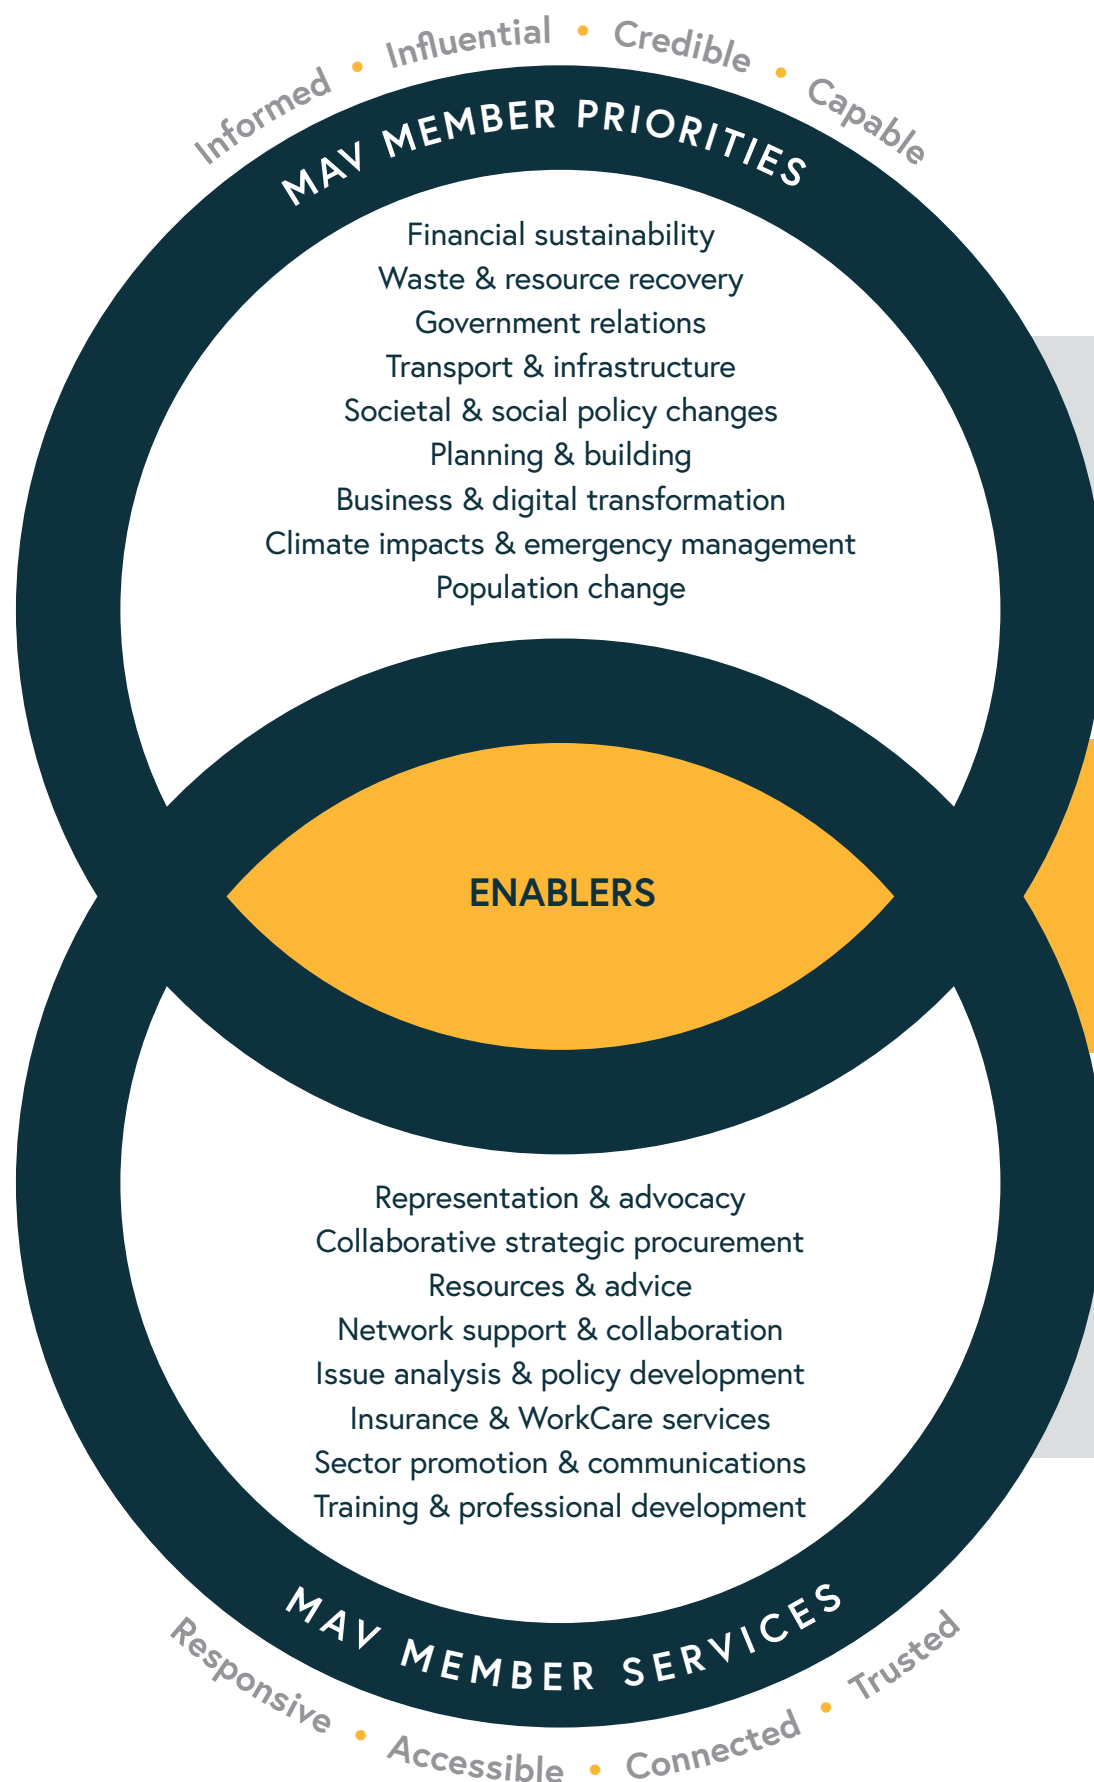 Informed • Influential • Credible • Capable
MAV MEMBER PRIORITIES
Financial sustainability
Waste & resource recovery
Government relations
Transport & infrastructure
Societal & social policy changes
Planning & building
Business & digital transformation
Climate impacts & emergency management
Population change
ENABLERS
Representation & advocacy
Collaborative strategic procurement
Resources & advice
Network support & collaboration
Issue analysis & policy development
Insurance & WorkCare services
Sector promotion & communications
Training & professional development
MAV MEMBER SERVICES
Responsive • Accessible • Connected • Trusted